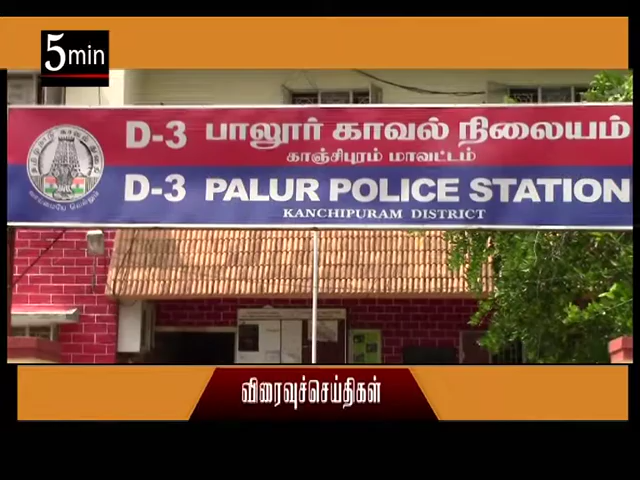 5min
D-3 பாலூர் காவல் நிலையம்
காஞ்சிபுரம் மாவட்டம்
D-3 PALUR POLICE STATION
KANCHIPURAM DISTRICT
விரைவுச்செய்திகள்